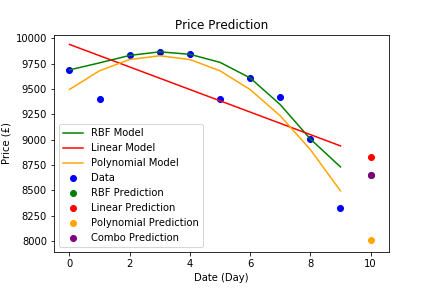 Price Prediction
10000
9750
9500
9250
9000
8750
8500
8250
8000
Price (£)
RBF Model
Linear Model
Polynomial Model
Data
RBF Prediction
Linear Prediction
Polynomial Prediction
Combo Prediction
0 2 4 6 8 10
Date (Day)